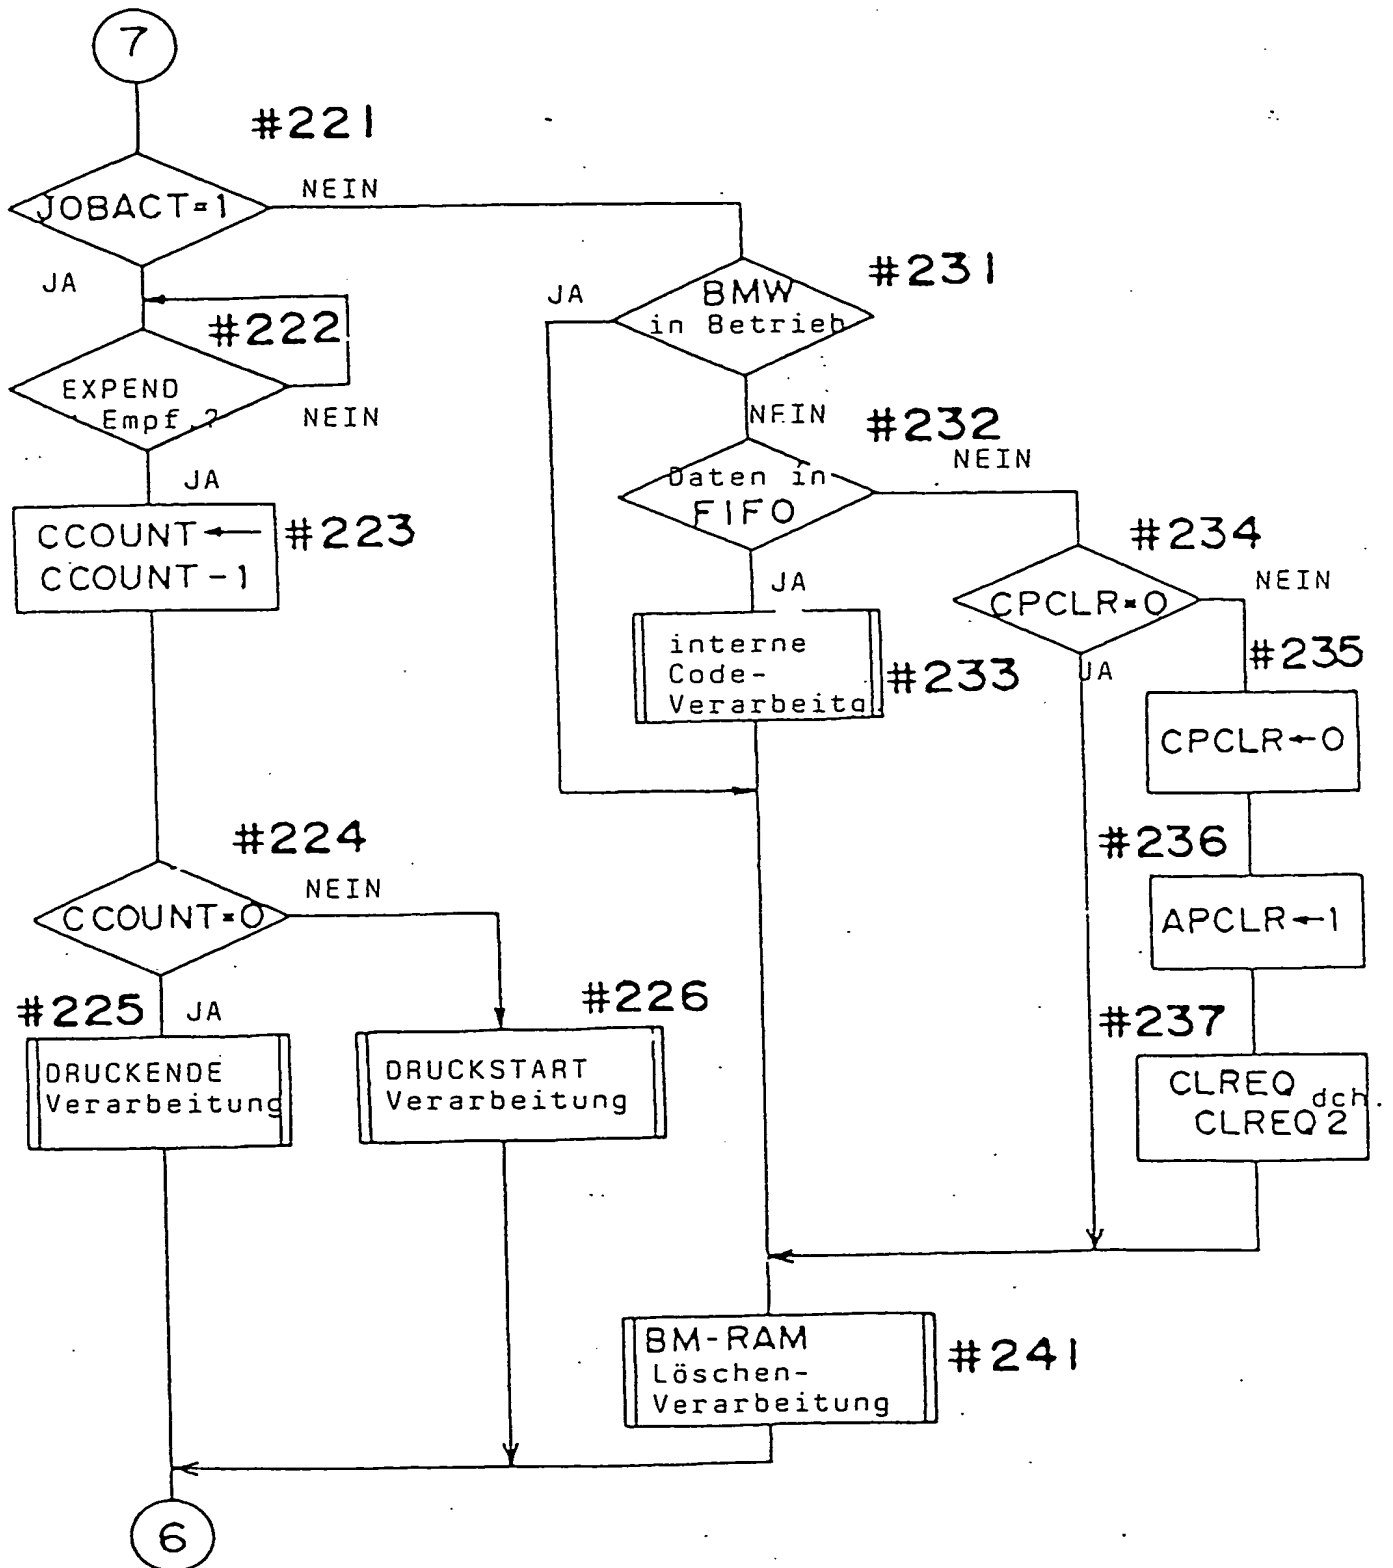 7
#221
JOBACT=1
NEIN
JA
#222
EXPEND
Empf.?
NEIN
JA
CCOUNT ←
CCOUNT-1
#223
#224
CCOUNT=0
NEIN
JA
#225
DRUCKENDE
Verarbeitung
#226
DRUCKSTART
Verarbeitung
#231
BMW
in Betrieb
JA
NEIN
#232
Daten in
FIFO
NEIN
JA
interne
Code-
Verarbeitg.
#233
#234
CPCLR=0
NEIN
JA
#235
CPCLR←0
#236
APCLR←1
#237
CLREQ
dch.
CLREQ2
BM-RAM
Löschen-
Verarbeitung
#241
6